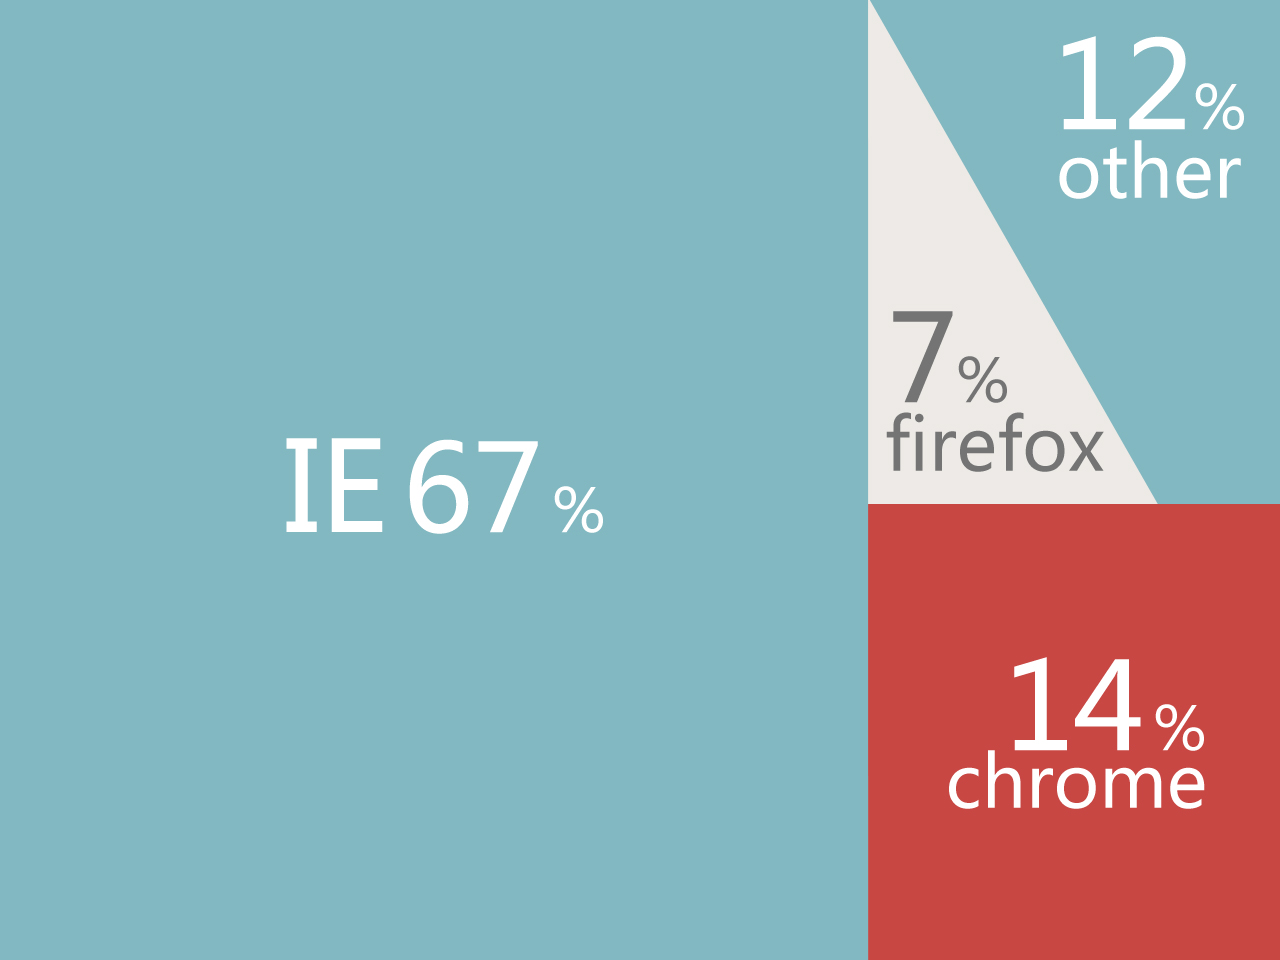 12%
other
7%
firefox
IE 67 %
14 %
chrome